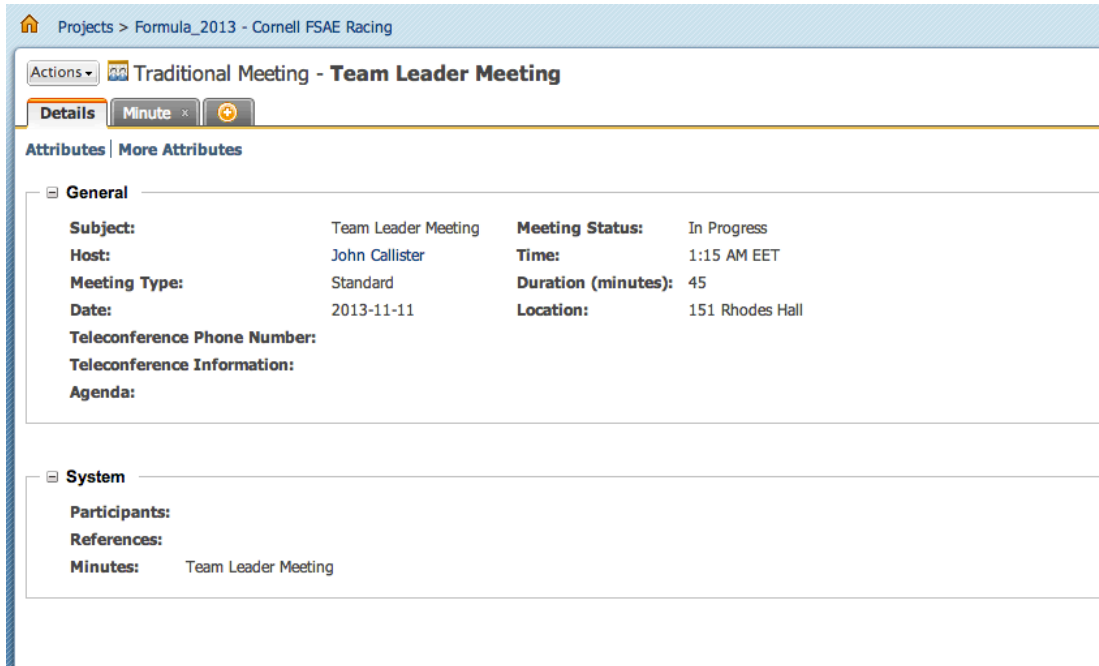 Projects > Formula_2013 - Cornell FSAE Racing
Actions Traditional Meeting - Team Leader Meeting
Details Minute ×
Attributes | More Attributes
General
Subject: Team Leader Meeting Meeting Status: In Progress
Host: John Callister Time: 1:15 AM EET
Meeting Type: Standard Duration (minutes): 45
Date: 2013-11-11 Location: 151 Rhodes Hall
Teleconference Phone Number:
Teleconference Information:
Agenda:
System
Participants:
References:
Minutes: Team Leader Meeting